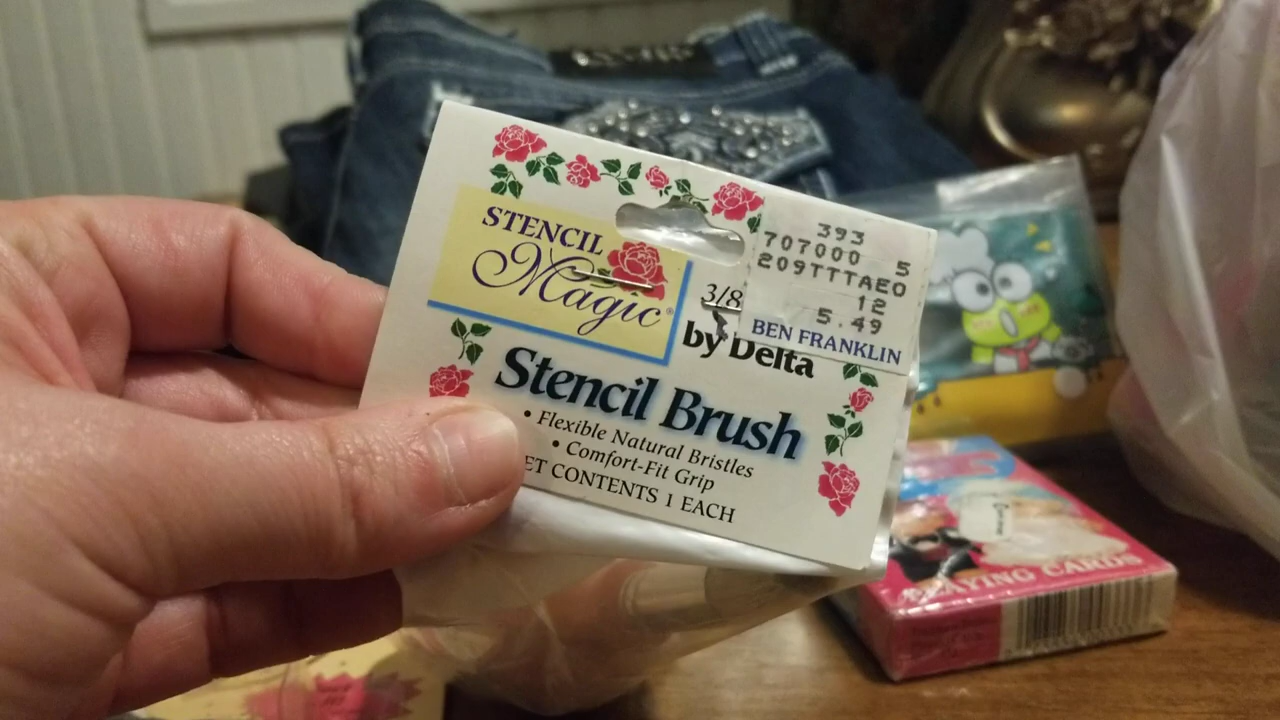 STENCIL
Magic®
3/8
by Delta
393
707000 5
209TTTAEO
12
5.49
BEN FRANKLIN
Stencil Brush
• Flexible Natural Bristles
• Comfort-Fit Grip
ET CONTENTS 1 EACH
PLAYING CARDS